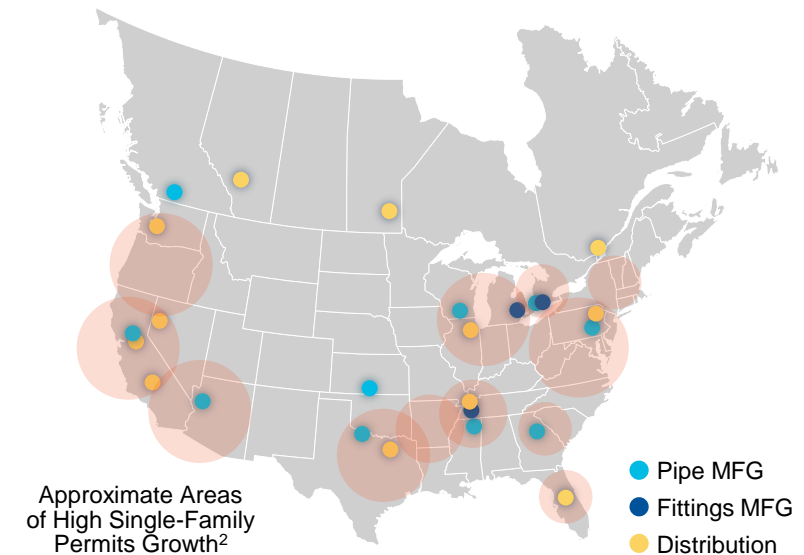 Approximate Areas
of High Single-Family
Permits Growth2
Pipe MFG
Fittings MFG
Distribution